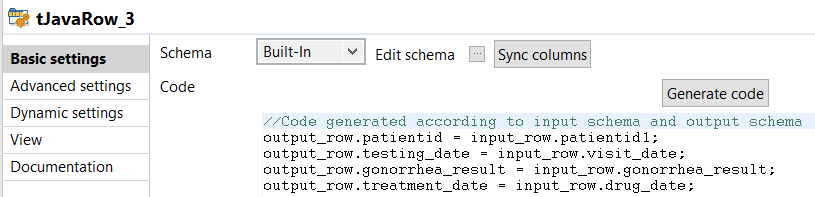 tJavaRow_3
Basic settings
Advanced settings
Dynamic settings
View
Documentation
Schema Built-In Edit schema ... Sync columns
Code Generate code
//Code generated according to input schema and output schema
output_row.patientid = input_row.patientid1;
output_row.testing_date = input_row.visit_date;
output_row.gonorrhea_result = input_row.gonorrhea_result;
output_row.treatment_date = input_row.drug_date;